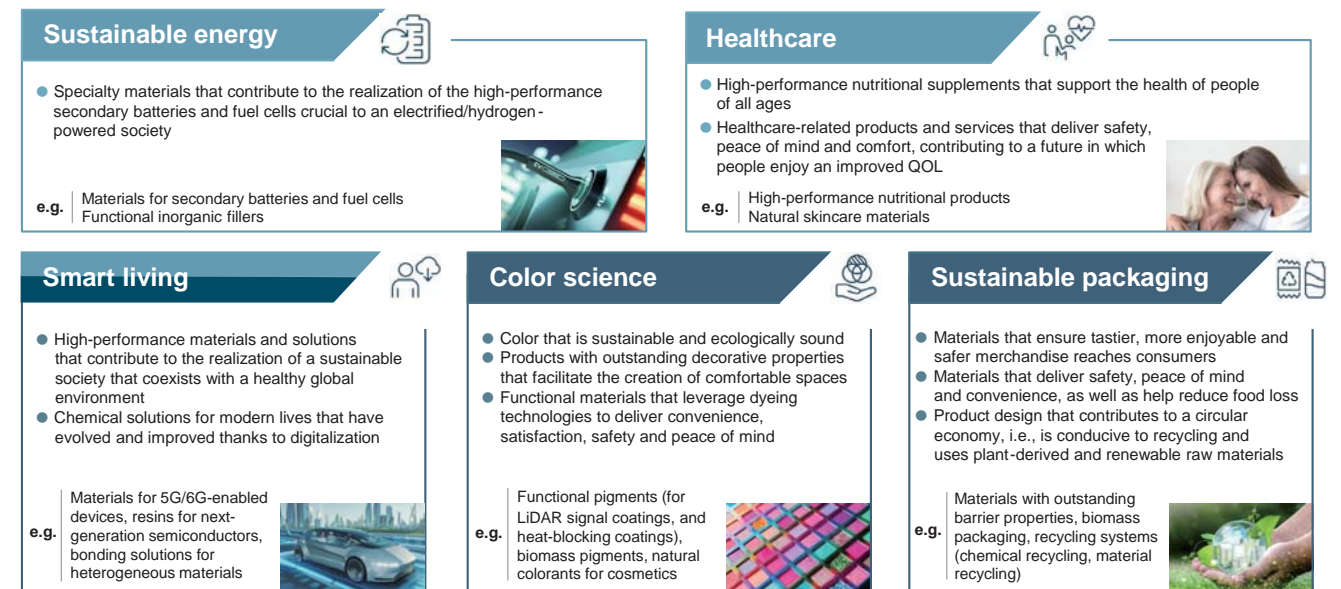 Sustainable energy
● Specialty materials that contribute to the realization of the high-performance
secondary batteries and fuel cells crucial to an electrified/hydrogen-
powered society
e.g.
Materials for secondary batteries and fuel cells
Functional inorganic fillers
Healthcare
● High-performance nutritional supplements that support the health of people
of all ages
● Healthcare-related products and services that deliver safety,
peace of mind and comfort, contributing to a future in which
people enjoy an improved QOL
e.g.
High-performance nutritional products
Natural skincare materials
Smart living
● High-performance materials and solutions
that contribute to the realization of a sustainable
society that coexists with a healthy global
environment
● Chemical solutions for modern lives that have
evolved and improved thanks to digitalization
e.g.
Materials for 5G/6G-enabled
devices, resins for next-
generation semiconductors,
bonding solutions for
heterogeneous materials
Color science
● Color that is sustainable and ecologically sound
● Products with outstanding decorative properties
that facilitate the creation of comfortable spaces
● Functional materials that leverage dyeing
technologies to deliver convenience,
satisfaction, safety and peace of mind
e.g.
Functional pigments (for
LiDAR signal coatings, and
heat-blocking coatings),
biomass pigments, natural
colorants for cosmetics
Sustainable packaging
● Materials that ensure tastier, more enjoyable and
safer merchandise reaches consumers
● Materials that deliver safety, peace of mind
and convenience, as well as help reduce food loss
● Product design that contributes to a circular
economy, i.e., is conducive to recycling and
uses plant-derived and renewable raw materials
e.g.
Materials with outstanding
barrier properties, biomass
packaging, recycling systems
(chemical recycling, material
recycling)